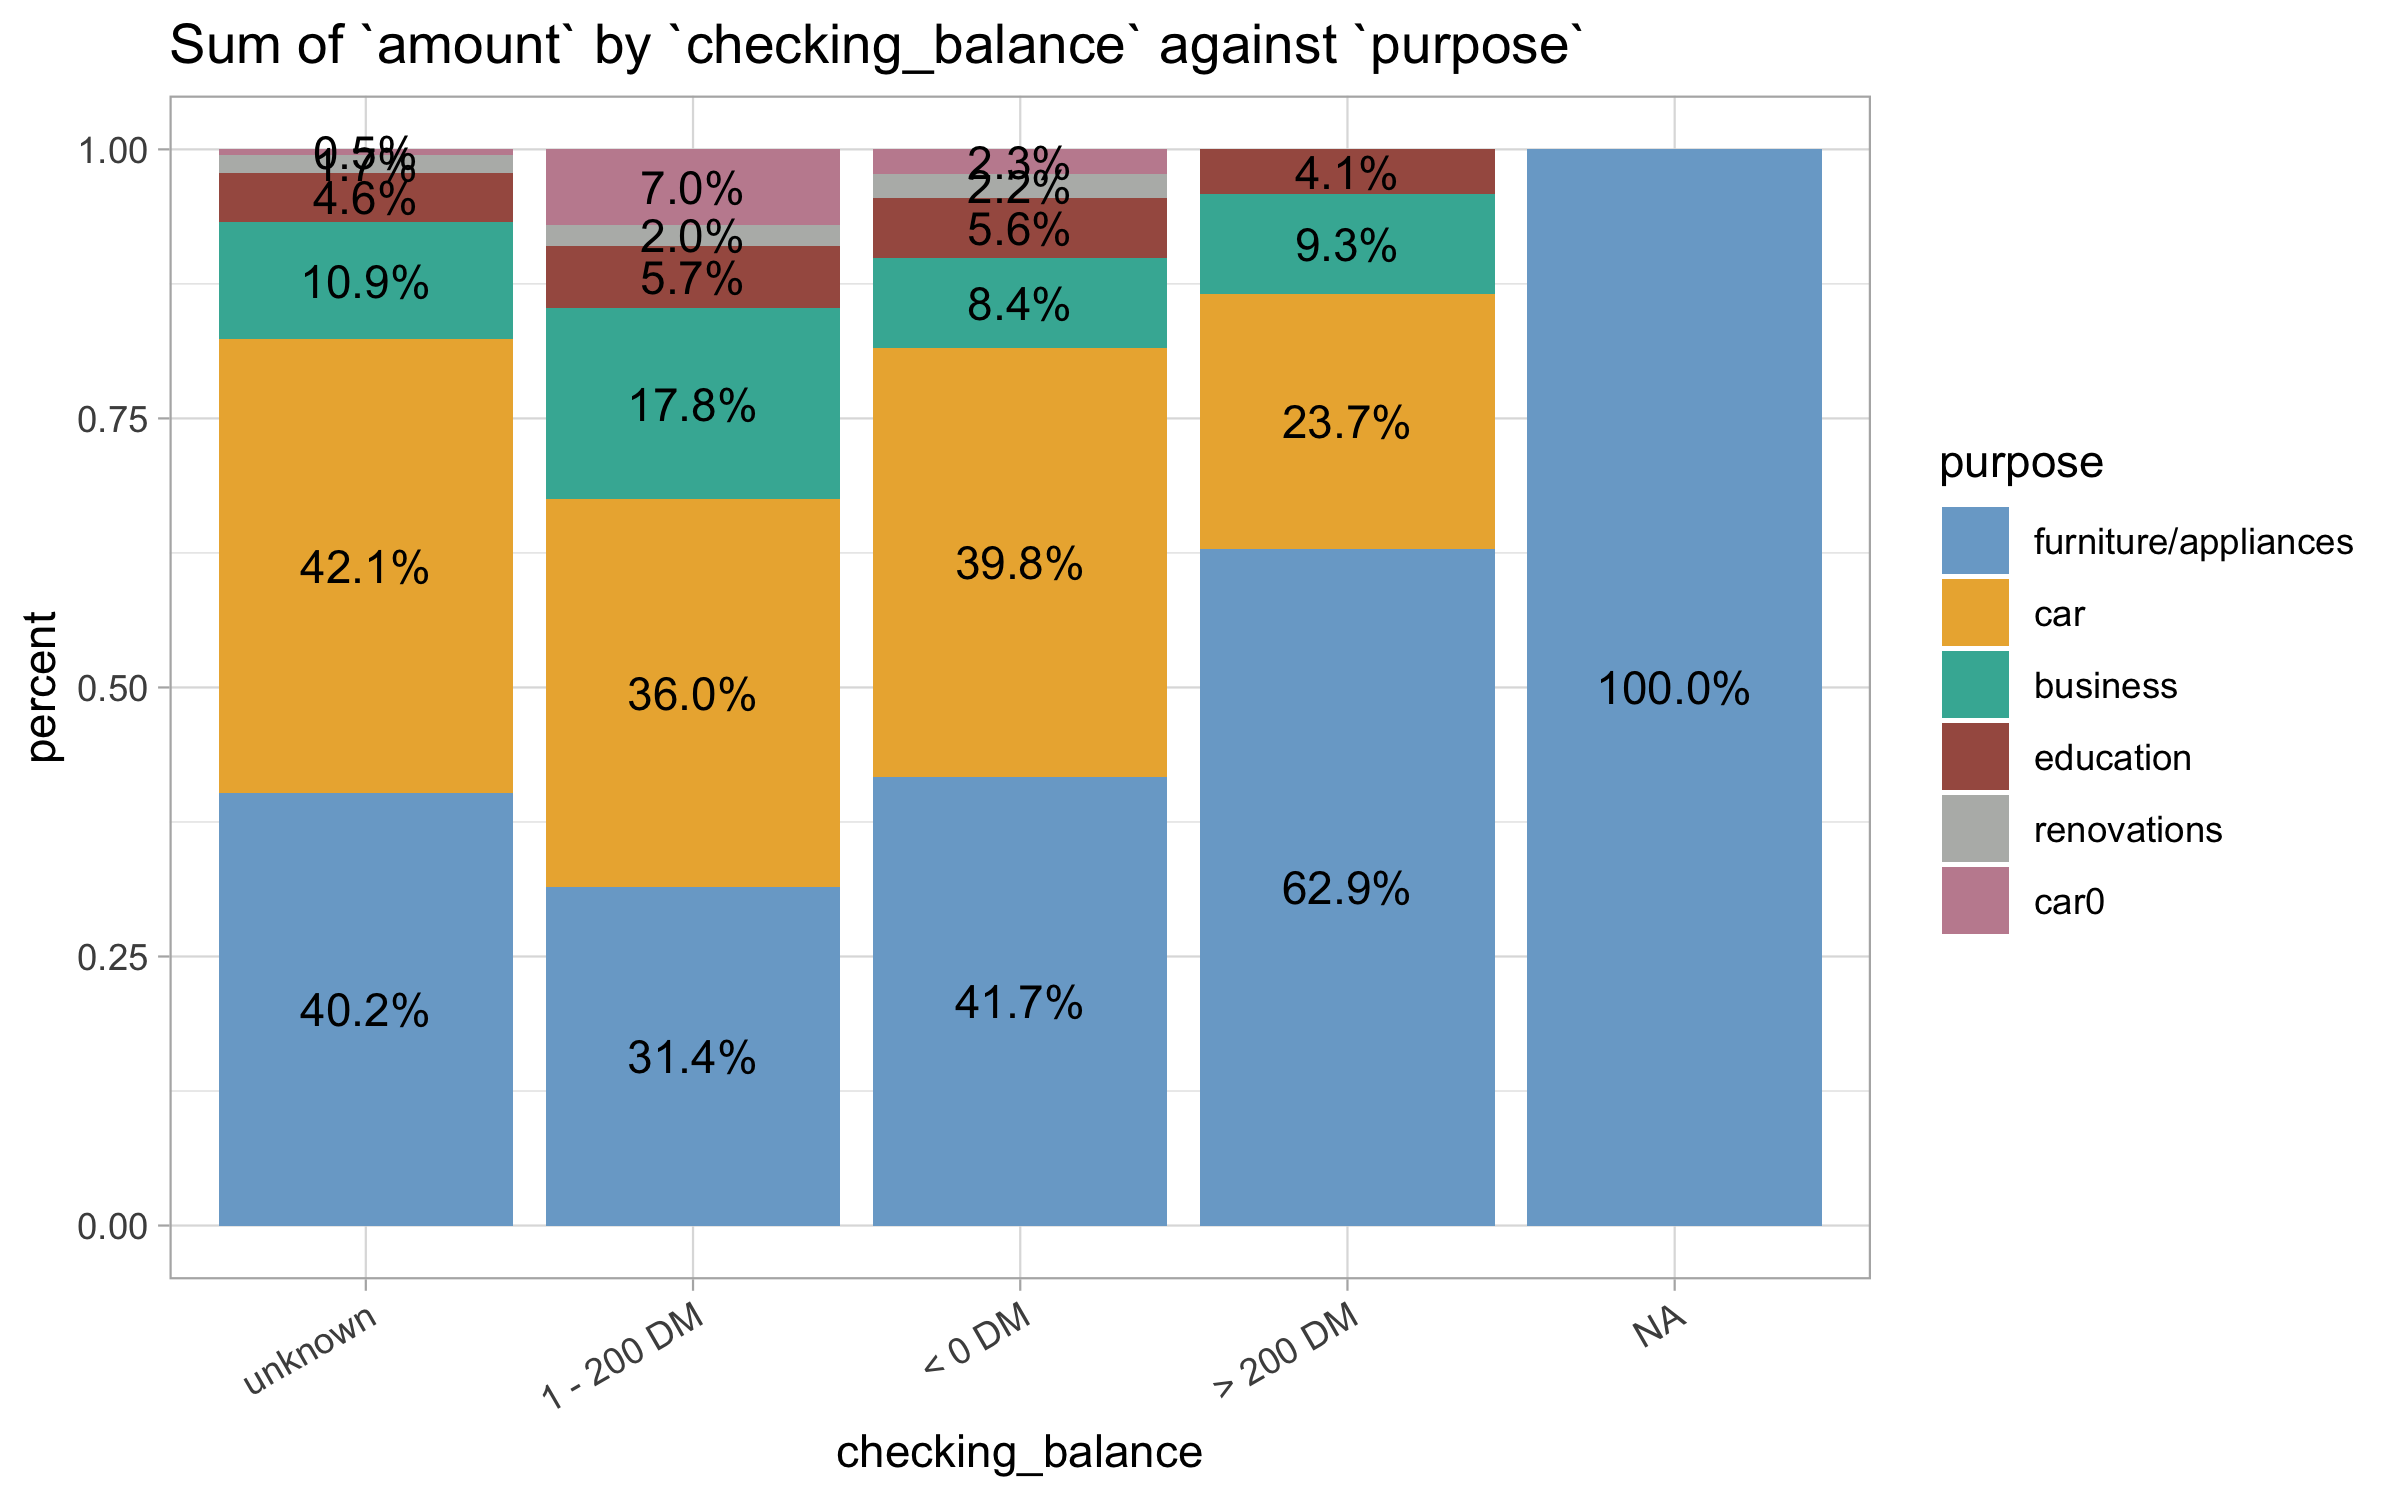 Sum of `amount` by `checking_balance` against `purpose`
percent
1.00
0.75
0.50
0.25
0.00
0.5%
1.7%
4.6%
10.9%
42.1%
40.2%
7.0%
2.0%
5.7%
17.8%
36.0%
31.4%
2.3%
2.2%
5.6%
8.4%
39.8%
41.7%
4.1%
9.3%
23.7%
62.9%
100.0%
unknown
1 - 200 DM
< 0 DM
> 200 DM
NA
checking_balance
purpose
furniture/appliances
car
business
education
renovations
car0